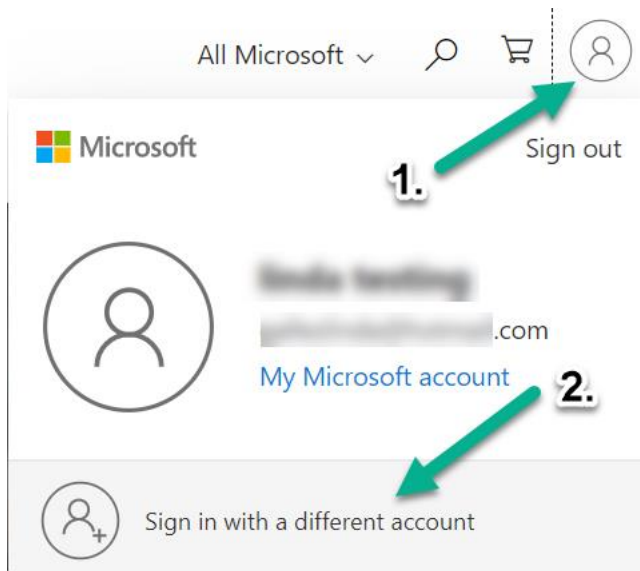 All Microsoft
Microsoft
Sign out
1.
.com
My Microsoft account
2.
Sign in with a different account